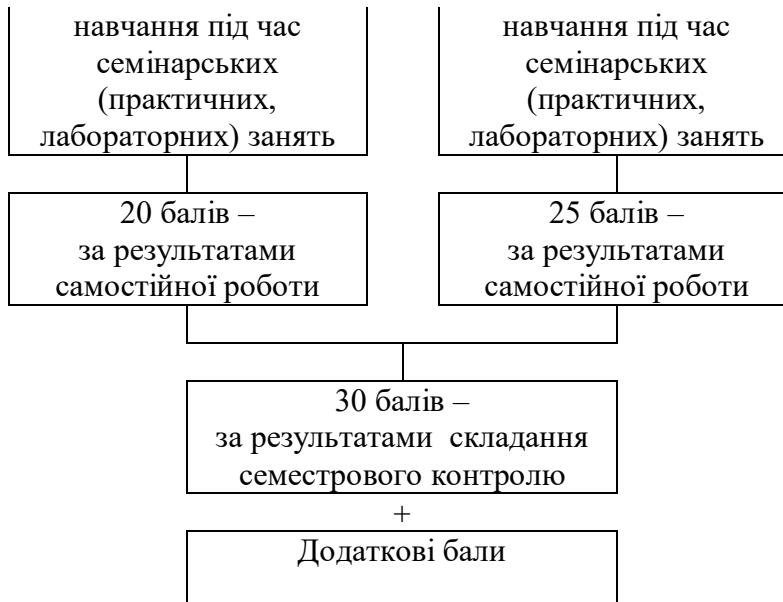 навчання під час
семінарських
(практичних,
лабораторних) занять
навчання під час
семінарських
(практичних,
лабораторних) занять
20 балів –
за результатами
самостійної роботи
25 балів –
за результатами
самостійної роботи
30 балів –
за результатами складання
семестрового контролю
+
Додаткові бали